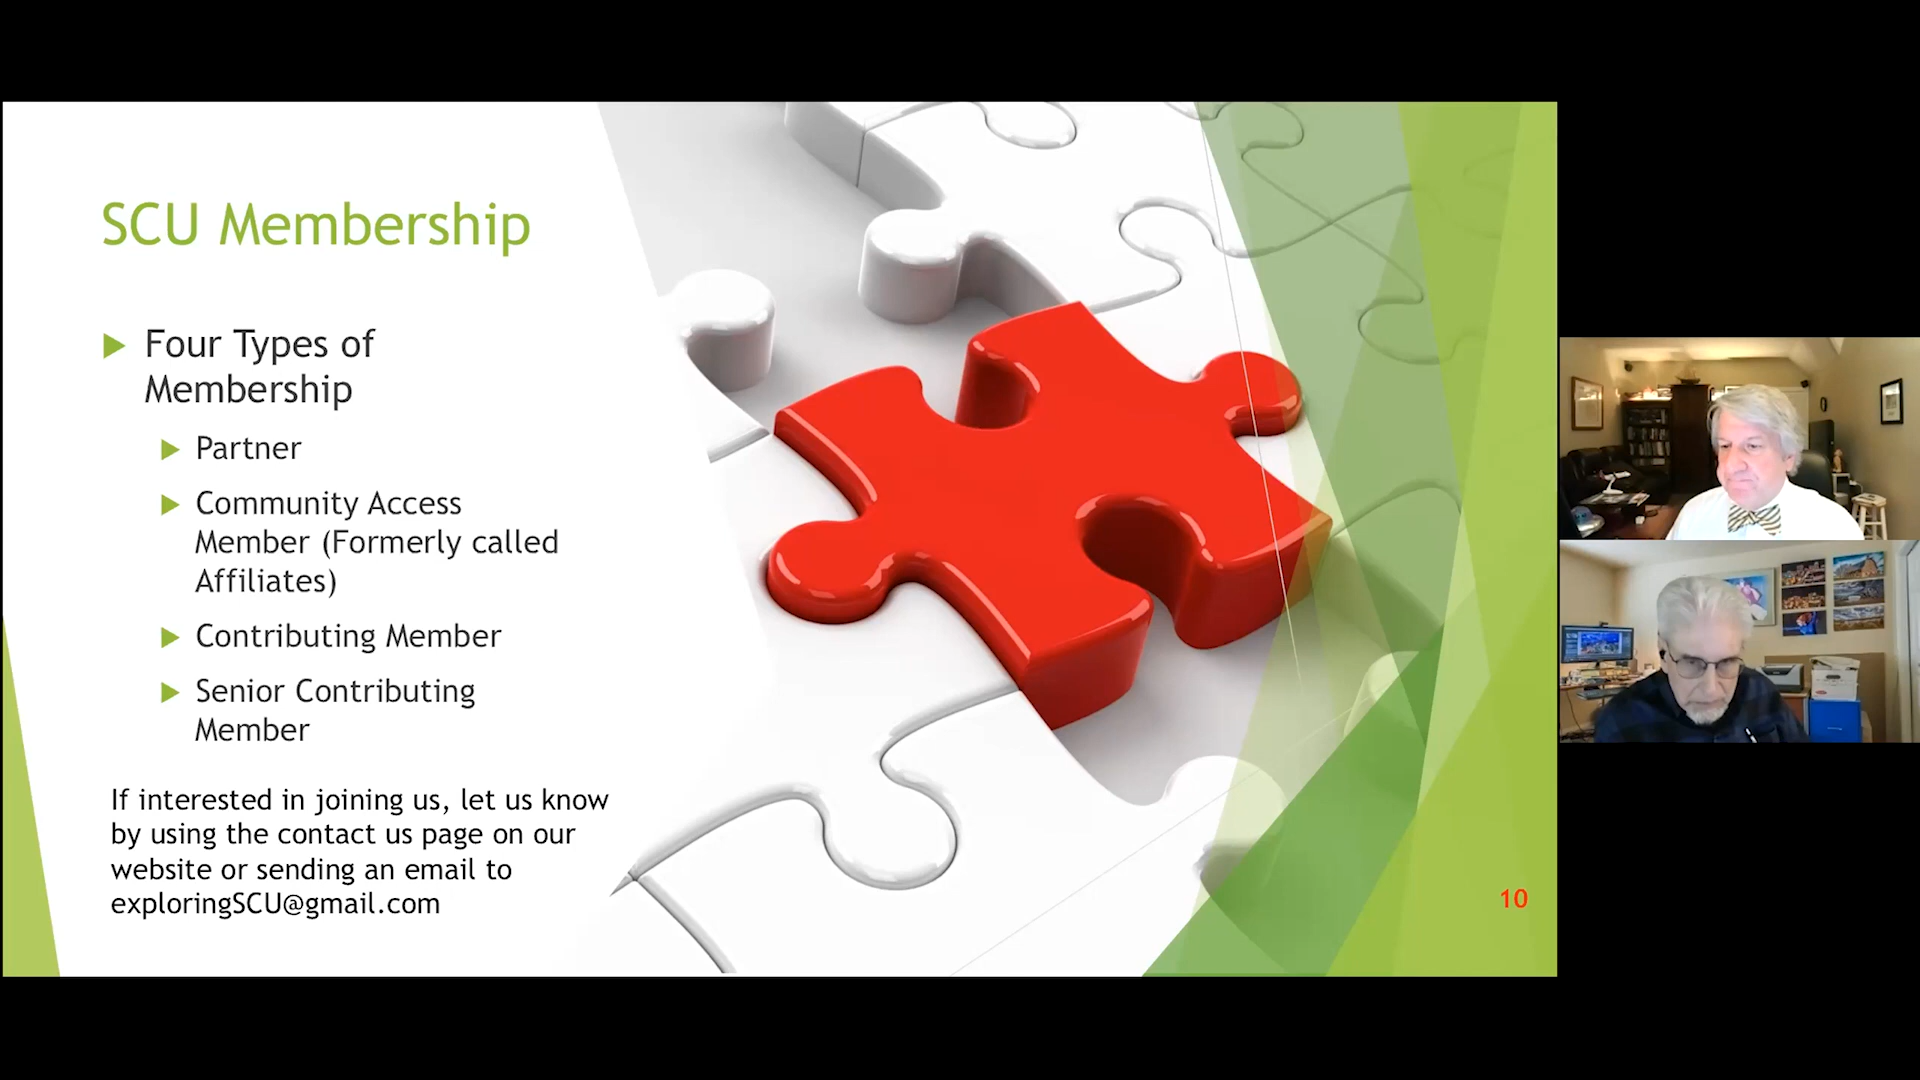 SCU Membership
Four Types of
Membership
Partner
Community Access
Member (Formerly called
Affiliates)
Contributing Member
Senior Contributing
Member
If interested in joining us, let us know
by using the contact us page on our
website or sending an email to
exploringSCU@gmail.com
10